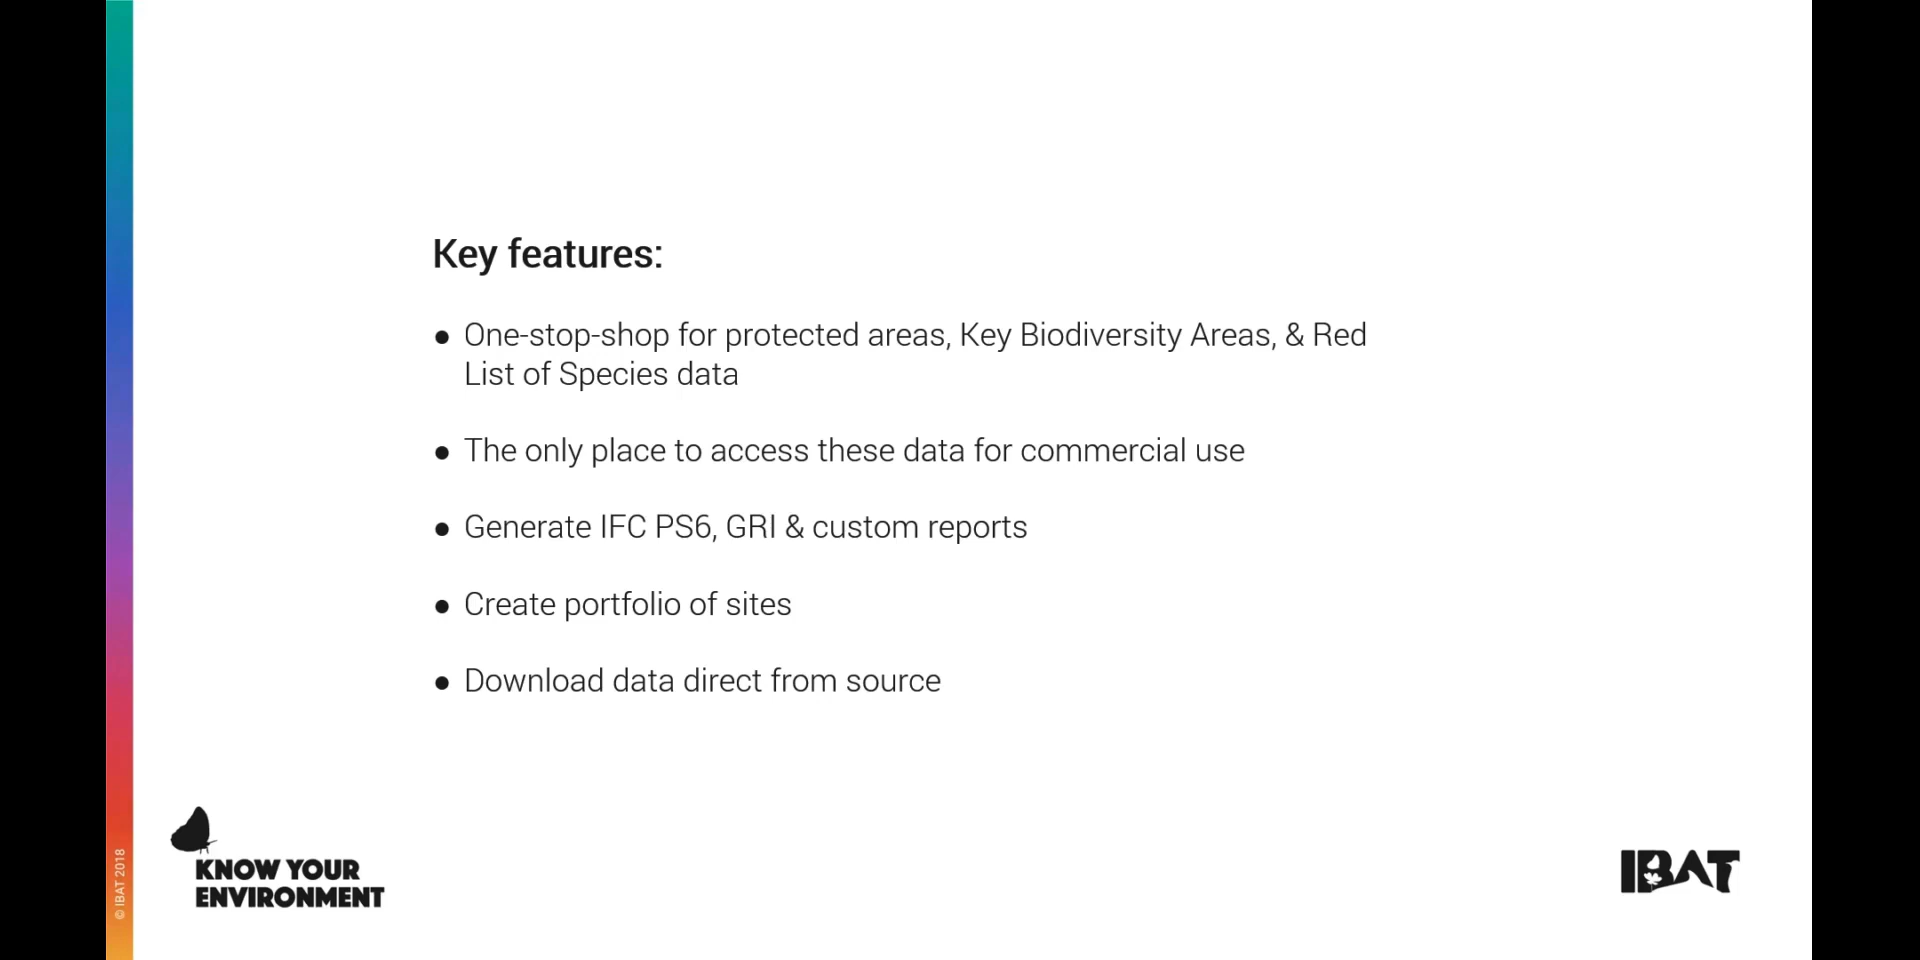 Key features:
● One-stop-shop for protected areas, Key Biodiversity Areas, & Red
List of Species data
● The only place to access these data for commercial use
● Generate IFC PS6, GRI & custom reports
● Create portfolio of sites
● Download data direct from source
KNOW YOUR
ENVIRONMENT
IBAT
© IBAT 2018